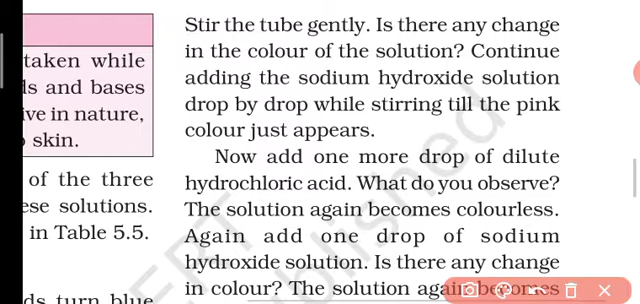 taken while
and bases
in nature,
skin.
of the three
solutions.
in Table 5.5.
turn blue
Stir the tube gently. Is there any change
in the colour of the solution? Continue
adding the sodium hydroxide solution
drop by drop while stirring till the pink
colour just appears.
Now add one more drop of dilute
hydrochloric acid. What do you observe?
The solution again becomes colourless.
Again add one drop of sodium
hydroxide solution. Is there any change
in colour? The solution again becomes